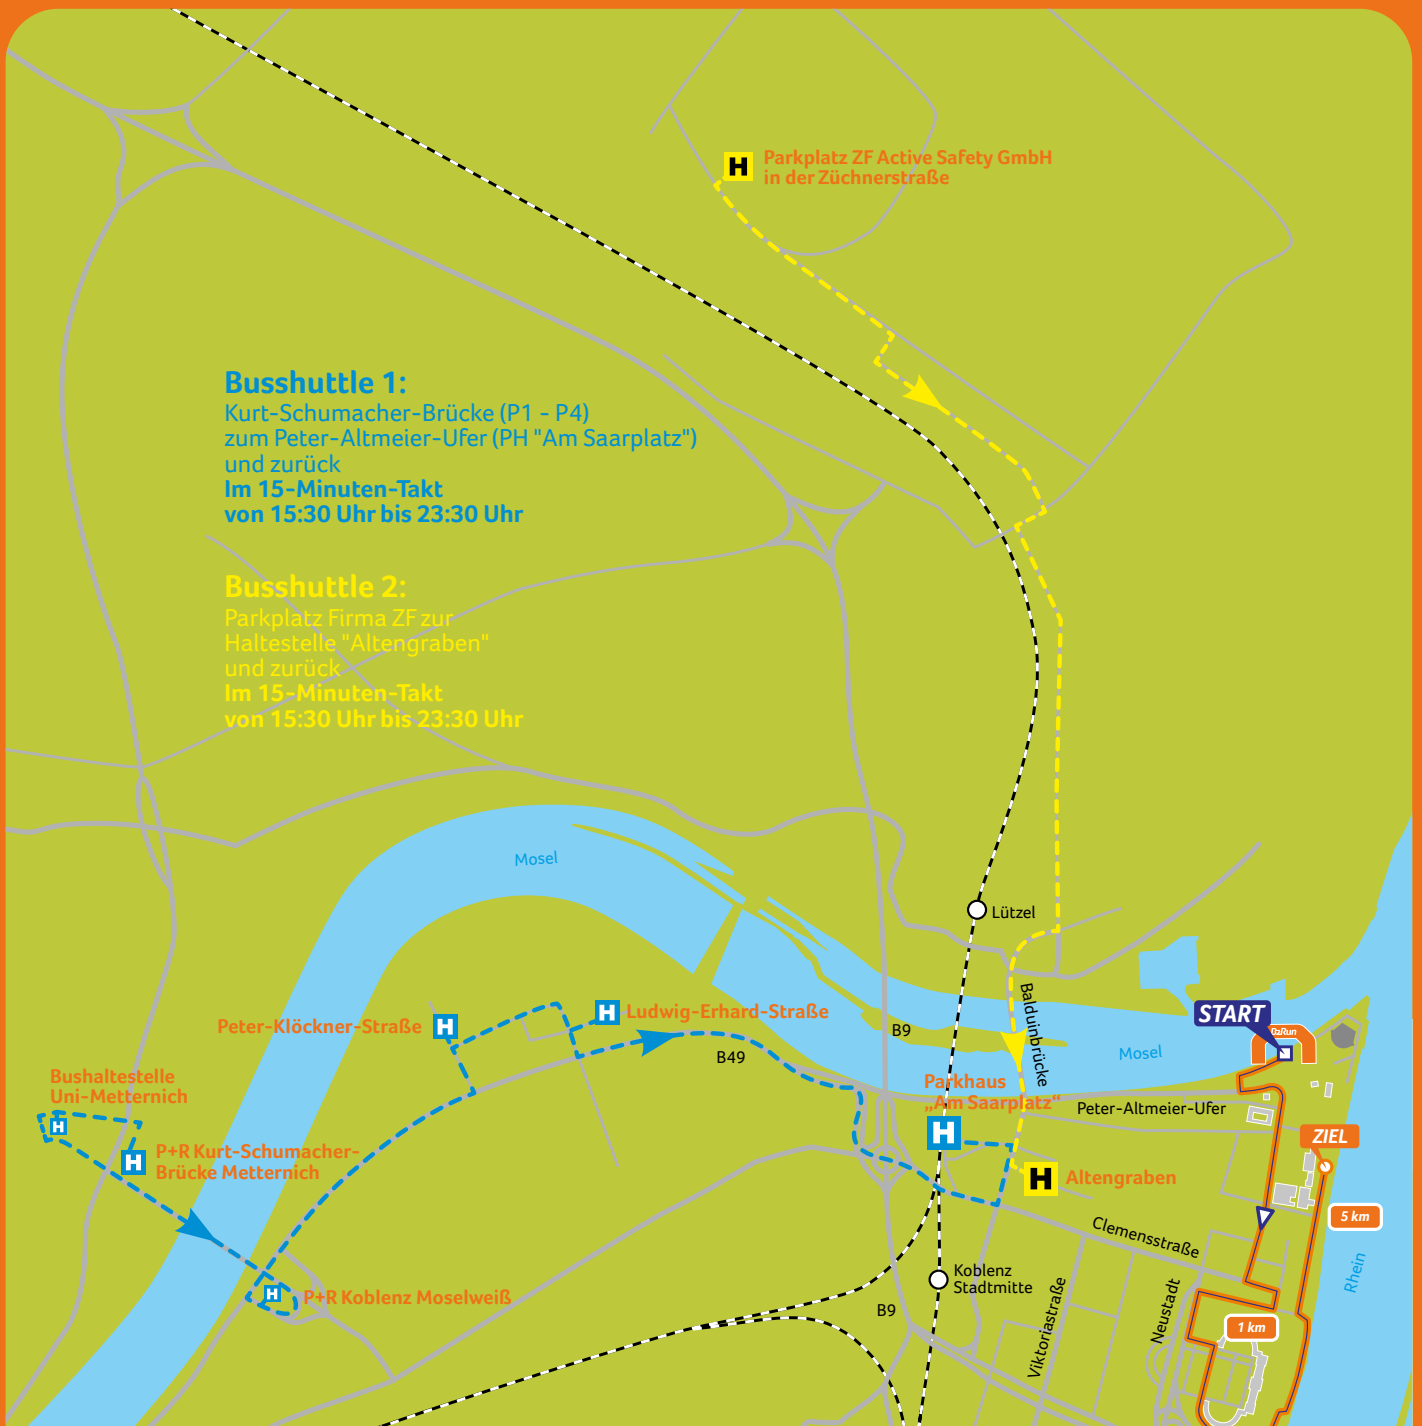 Parkplatz ZF Active Safety GmbH
in der Züchnerstraße
H
Busshuttle 1:
Kurt-Schumacher-Brücke (P1 - P4)
zum Peter-Altmeier-Ufer (PH "Am Saarplatz")
und zurück
Im 15-Minuten-Takt
von 15:30 Uhr bis 23:30 Uhr
Busshuttle 2:
Parkplatz Firma ZF zur
Haltestelle "Altengraben"
und zurück
Im 15-Minuten-Takt
von 15:30 Uhr bis 23:30 Uhr
Mosel
Lützel
Balduinbrücke
Peter-Klöckner-Straße
H
H
Ludwig-Erhard-Straße
B49
B9
START
Mosel
Bushaltestelle
Uni-Metternich
H
H
P+R Kurt-Schumacher-
Brücke Metternich
Parkhaus
„Am Saarplatz“
H
Peter-Altmeier-Ufer
ZIEL
H
Altengraben
5 km
Clemensstraße
Rhein
H
P+R Koblenz Moselweiß
Koblenz
Stadtmitte
B9
Viktoriastraße
Neustadt
1 km